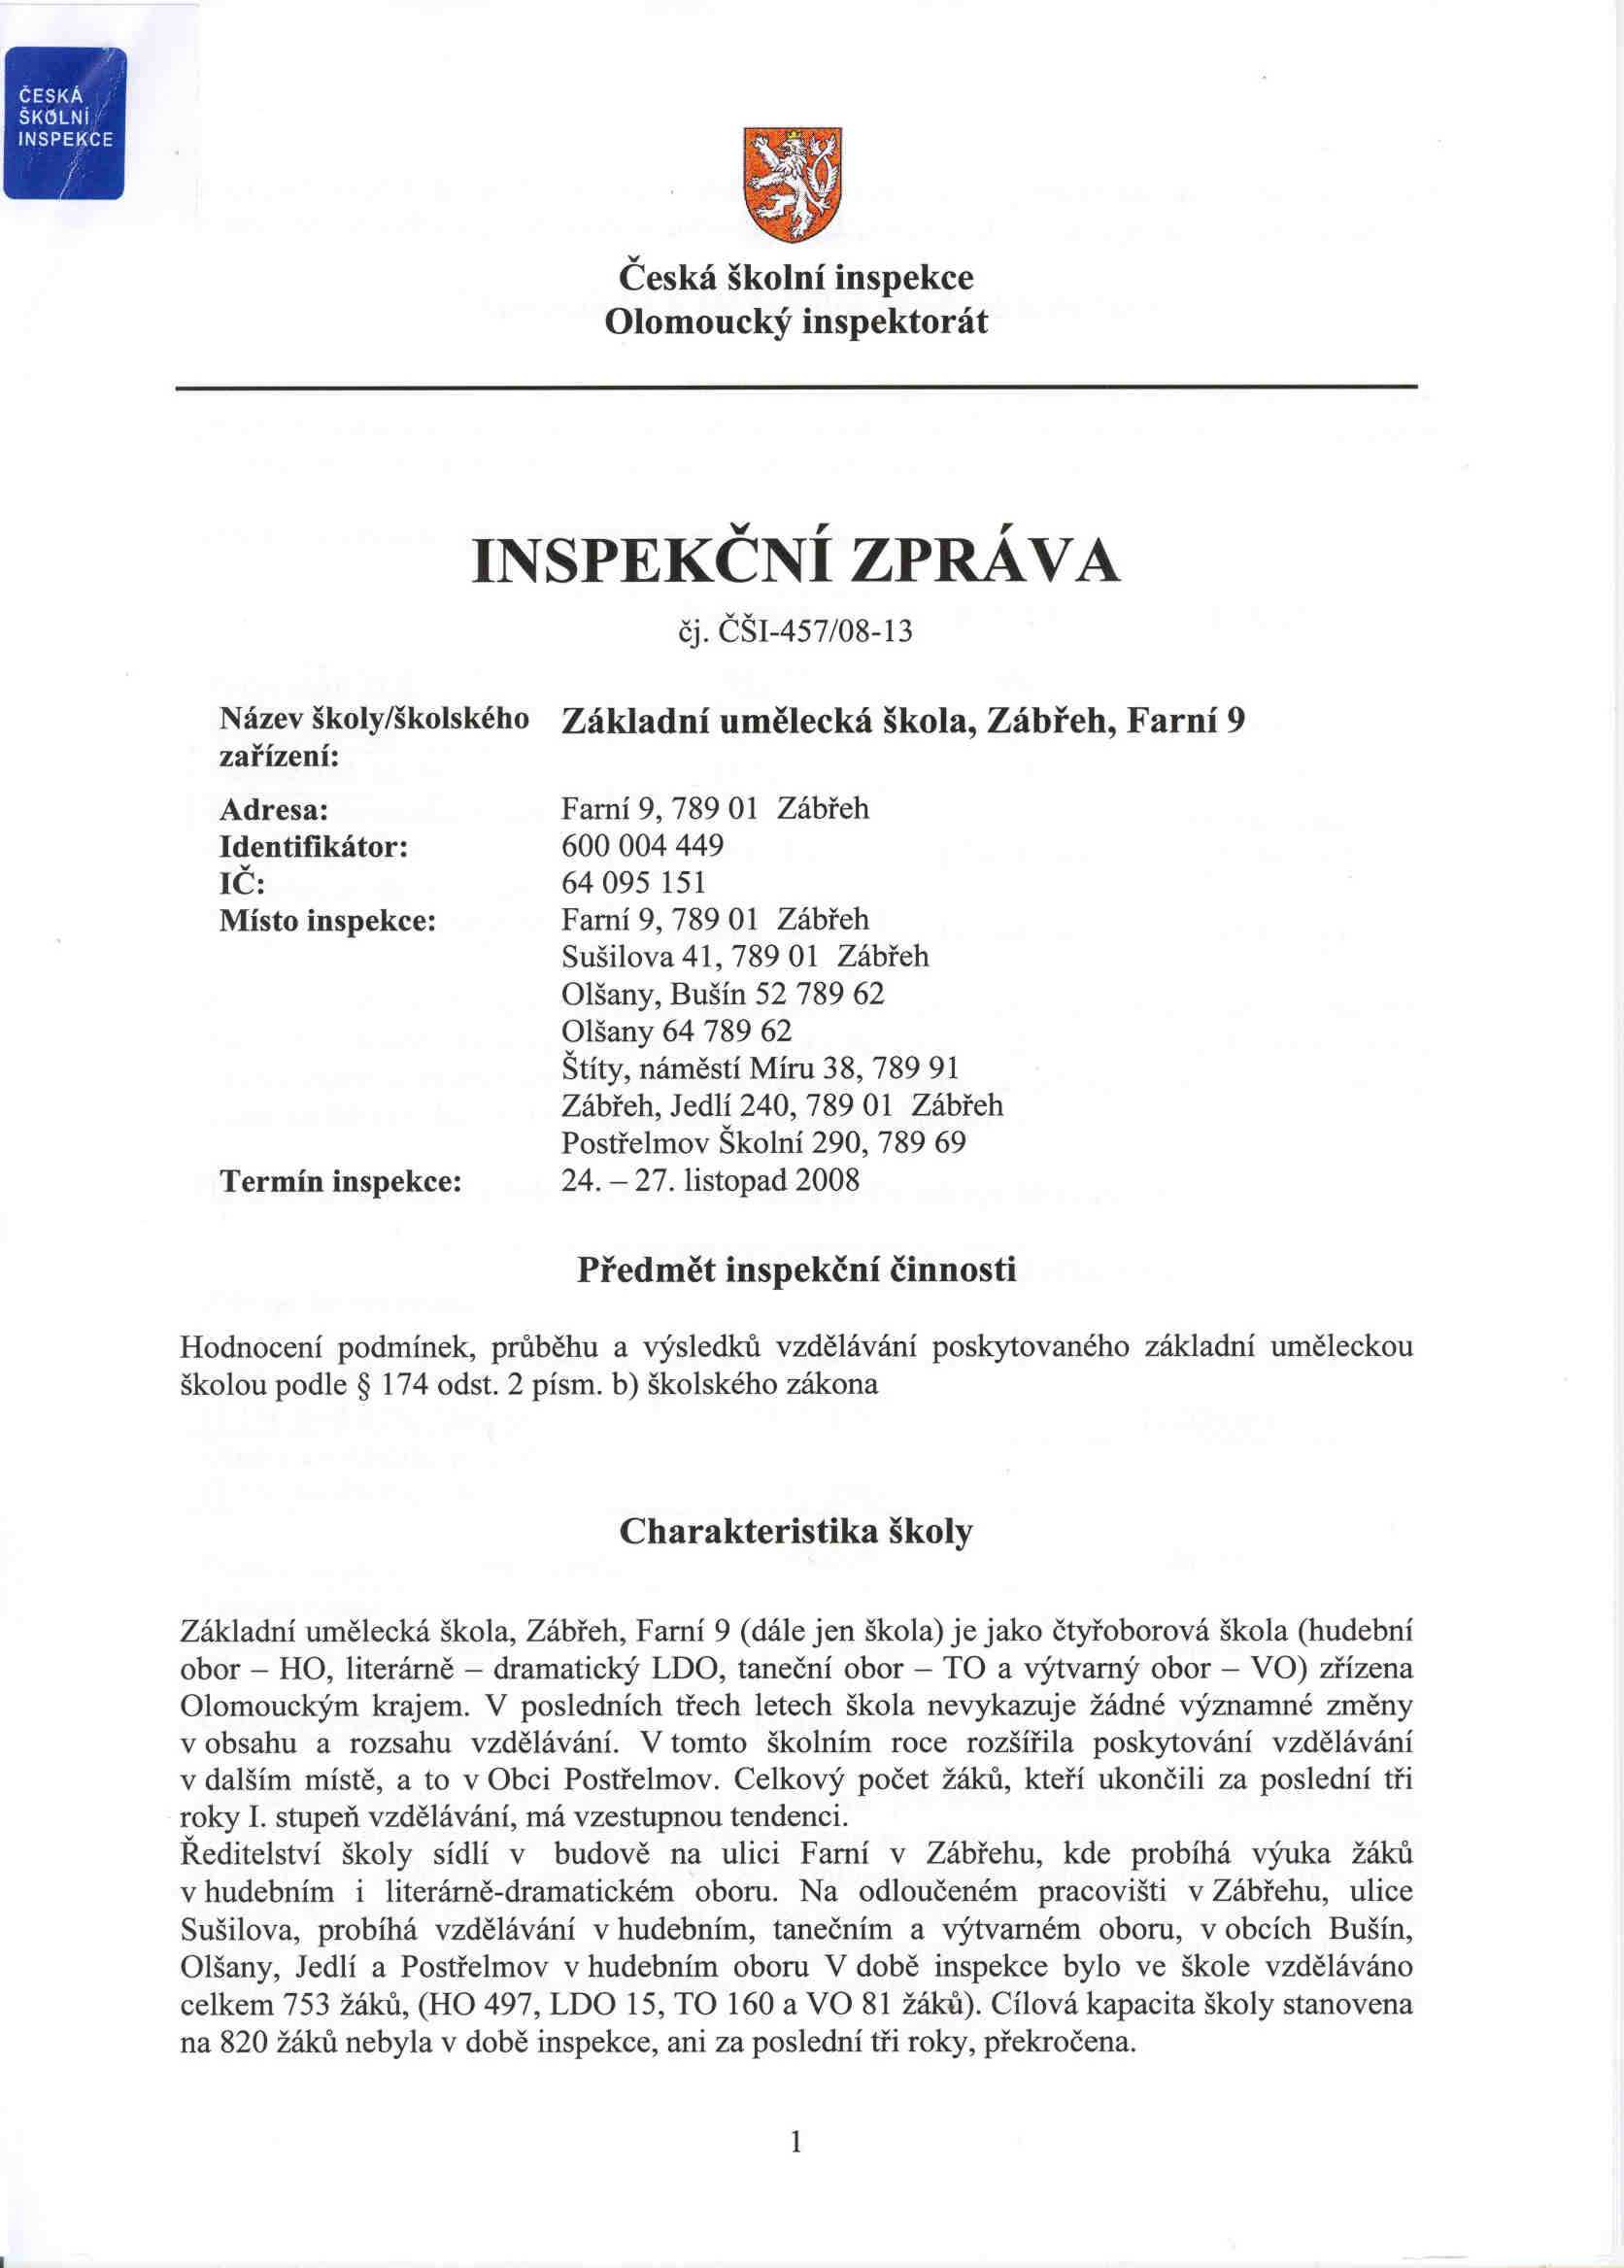 ČESKÁ
ŠKOLNÍ
INSPEKCE
Česká školní inspekce
Olomoucký inspektorát
INSPEKČNÍ ZPRÁVA
čj. ČŠI-457/08-13
Název školy/školského Základní umělecká škola, Zábřeh, Farní 9
zařízení:
Adresa: Farní 9, 789 01 Zábřeh
Identifikátor: 600 004 449
IČ: 64 095 151
Místo inspekce: Farní 9, 789 01 Zábřeh
Sušilova 41, 789 01 Zábřeh
Olšany, Bušín 52 789 62
Olšany 64 789 62
Štíty, náměstí Míru 38, 789 91
Zábřeh, Jedlí 240, 789 01 Zábřeh
Postřelmov Školní 290, 789 69
Termín inspekce: 24. – 27. listopad 2008
Předmět inspekční činnosti
Hodnocení podmínek, průběhu a výsledků vzdělávání poskytovaného základní uměleckou
školou podle § 174 odst. 2 písm. b) školského zákona
Charakteristika školy
Základní umělecká škola, Zábřeh, Farní 9 (dále jen škola) je jako čtyřoborová škola (hudební
obor – HO, literárně – dramatický LDO, taneční obor – TO a výtvarný obor – VO) zřízena
Olomouckým krajem. V posledních třech letech škola nevykazuje žádné významné změny
v obsahu a rozsahu vzdělávání. V tomto školním roce rozšířila poskytování vzdělávání
v dalším místě, a to v Obci Postřelmov. Celkový počet žáků, kteří ukončili za poslední tři
roky I. stupeň vzdělávání, má vzestupnou tendenci.
Ředitelství školy sídlí v budově na ulici Farní v Zábřehu, kde probíhá výuka žáků
v hudebním i literárně-dramatickém oboru. Na odloučeném pracovišti v Zábřehu, ulice
Sušilova, probíhá vzdělávání v hudebním, tanečním a výtvarném oboru, v obcích Bušín,
Olšany, Jedlí a Postřelmov v hudebním oboru V době inspekce bylo ve škole vzděláváno
celkem 753 žáků, (HO 497, LDO 15, TO 160 a VO 81 žáků). Cílová kapacita školy stanovena
na 820 žáků nebyla v době inspekce, ani za poslední tři roky, překročena.
1